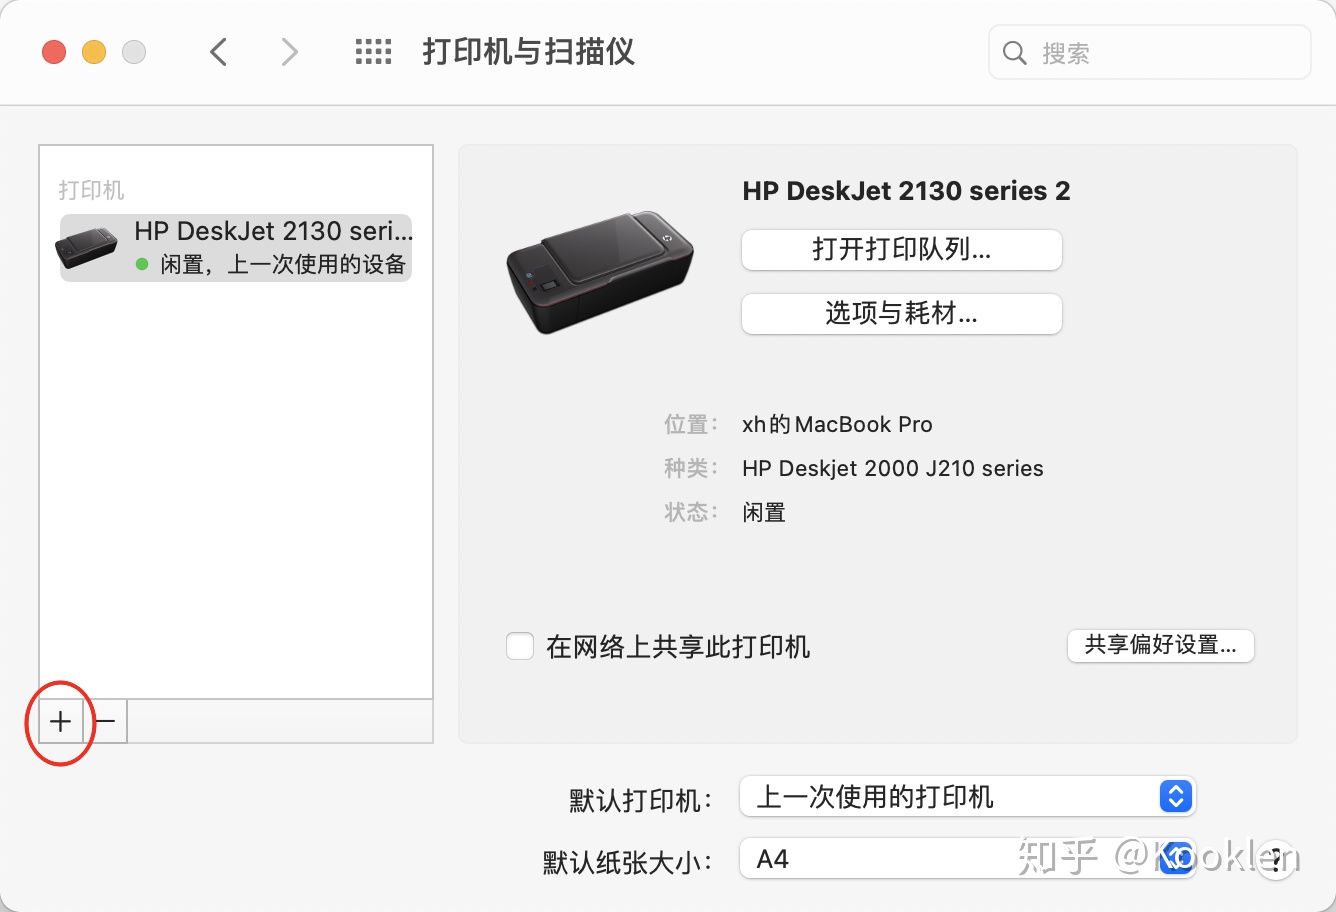 打印机与扫描仪
搜索
打印机
HP DeskJet 2130 seri...
闲置，上一次使用的设备
HP DeskJet 2130 series 2
打开打印队列...
选项与耗材...
位置： xh的MacBook Pro
种类： HP Deskjet 2000 J210 series
状态： 闲置
在网络上共享此打印机
共享偏好设置...
+ −
默认打印机： 上一次使用的打印机
默认纸张大小： A4
?
知乎 @Kooklen